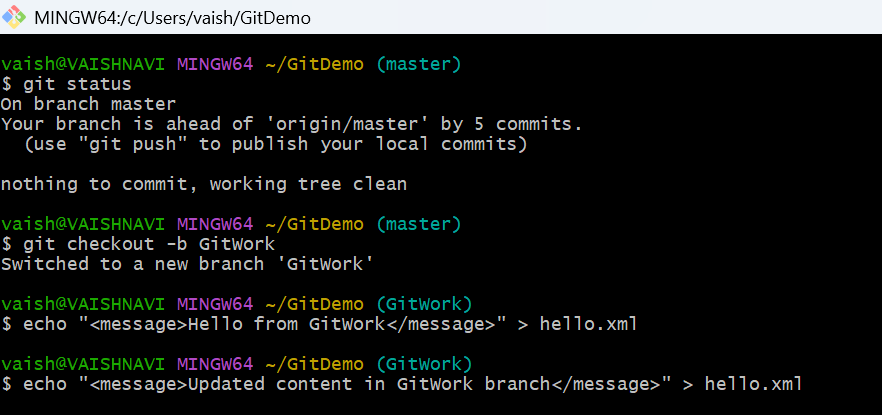 MINGW64:/c/Users/vaish/GitDemo
vaish@VAISHNAVI MINGW64 ~/GitDemo (master)
$ git status
On branch master
Your branch is ahead of 'origin/master' by 5 commits.
  (use "git push" to publish your local commits)
nothing to commit, working tree clean
vaish@VAISHNAVI MINGW64 ~/GitDemo (master)
$ git checkout -b GitWork
Switched to a new branch 'GitWork'
vaish@VAISHNAVI MINGW64 ~/GitDemo (GitWork)
$ echo "<message>Hello from GitWork</message>" > hello.xml
vaish@VAISHNAVI MINGW64 ~/GitDemo (GitWork)
$ echo "<message>Updated content in GitWork branch</message>" > hello.xml